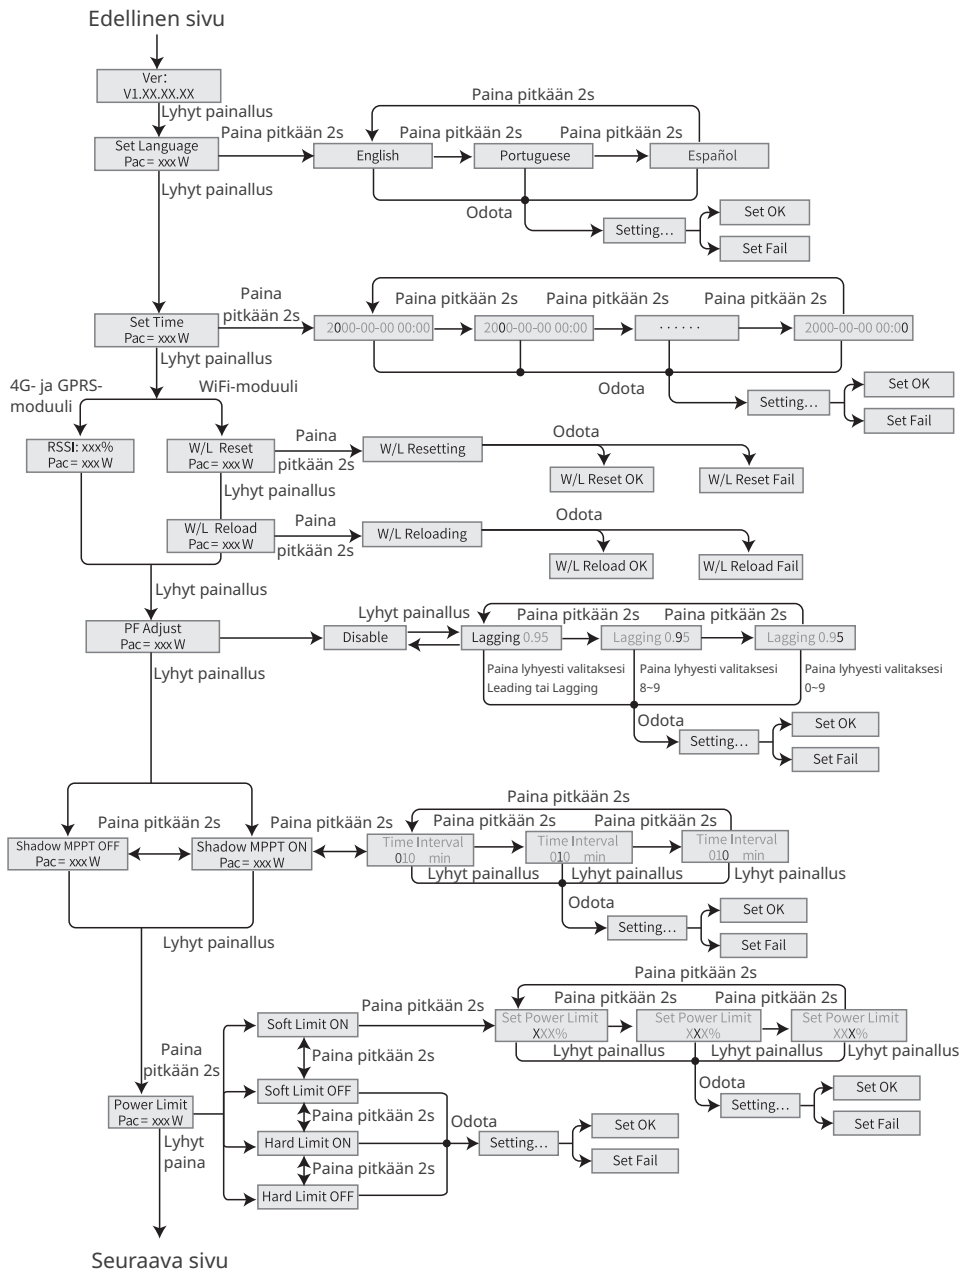 Edellinen sivu
Ver:
V1.XX.XX.XX
Lyhyt painallus
Paina pitkään 2s
Set Language
Pac= xxx W
Paina pitkään 2s
English
Paina pitkään 2s
Portuguese
Paina pitkään 2s
Español
Lyhyt painallus
Odota
Setting...
Set OK
Set Fail
Paina
pitkään 2s
Set Time
Pac= xxx W
Paina pitkään 2s
Paina pitkään 2s
Paina pitkään 2s
2000-00-00 00:00
2000-00-00 00:00
······
2000-00-00 00:00
Lyhyt painallus
Odota
Setting...
Set OK
Set Fail
4G- ja GPRS-
moduuli
WiFi-moduuli
RSSI: xxx%
Pac= xxx W
W/L Reset
Pac= xxx W
Paina
pitkään 2s
W/L Resetting
Odota
W/L Reset OK
W/L Reset Fail
Lyhyt painallus
W/L Reload
Pac= xxx W
Paina
pitkään 2s
W/L Reloading
Odota
W/L Reload OK
W/L Reload Fail
Lyhyt painallus
PF Adjust
Pac= xxx W
Disable
Lyhyt painallus
Paina pitkään 2s
Paina pitkään 2s
Lagging 0.95
Lagging 0.95
Lagging 0.95
Paina lyhyesti valitaksesi
Leading tai Lagging
Paina lyhyesti valitaksesi
8~9
Paina lyhyesti valitaksesi
0~9
Lyhyt painallus
Odota
Setting...
Set OK
Set Fail
Paina pitkään 2s
Shadow MPPT OFF
Pac= xxx W
Paina pitkään 2s
Shadow MPPT ON
Pac= xxx W
Paina pitkään 2s
Paina pitkään 2s
Paina pitkään 2s
Time Interval
010 min
Time Interval
010 min
Time Interval
010 min
Lyhyt painallus
Lyhyt painallus
Lyhyt painallus
Odota
Setting...
Set OK
Set Fail
Lyhyt painallus
Paina pitkään 2s
Soft Limit ON
Paina pitkään 2s
Paina pitkään 2s
Paina pitkään 2s
Set Power Limit
XXX%
Set Power Limit
XXX%
Set Power Limit
XXX%
Lyhyt painallus
Lyhyt painallus
Lyhyt painallus
Odota
Setting...
Set OK
Set Fail
Paina
pitkään 2s
Paina pitkään 2s
Soft Limit OFF
Power Limit
Pac= xxx W
Paina pitkään 2s
Hard Limit ON
Paina pitkään 2s
Hard Limit OFF
Odota
Setting...
Set OK
Set Fail
Lyhyt
paina
Seuraava sivu